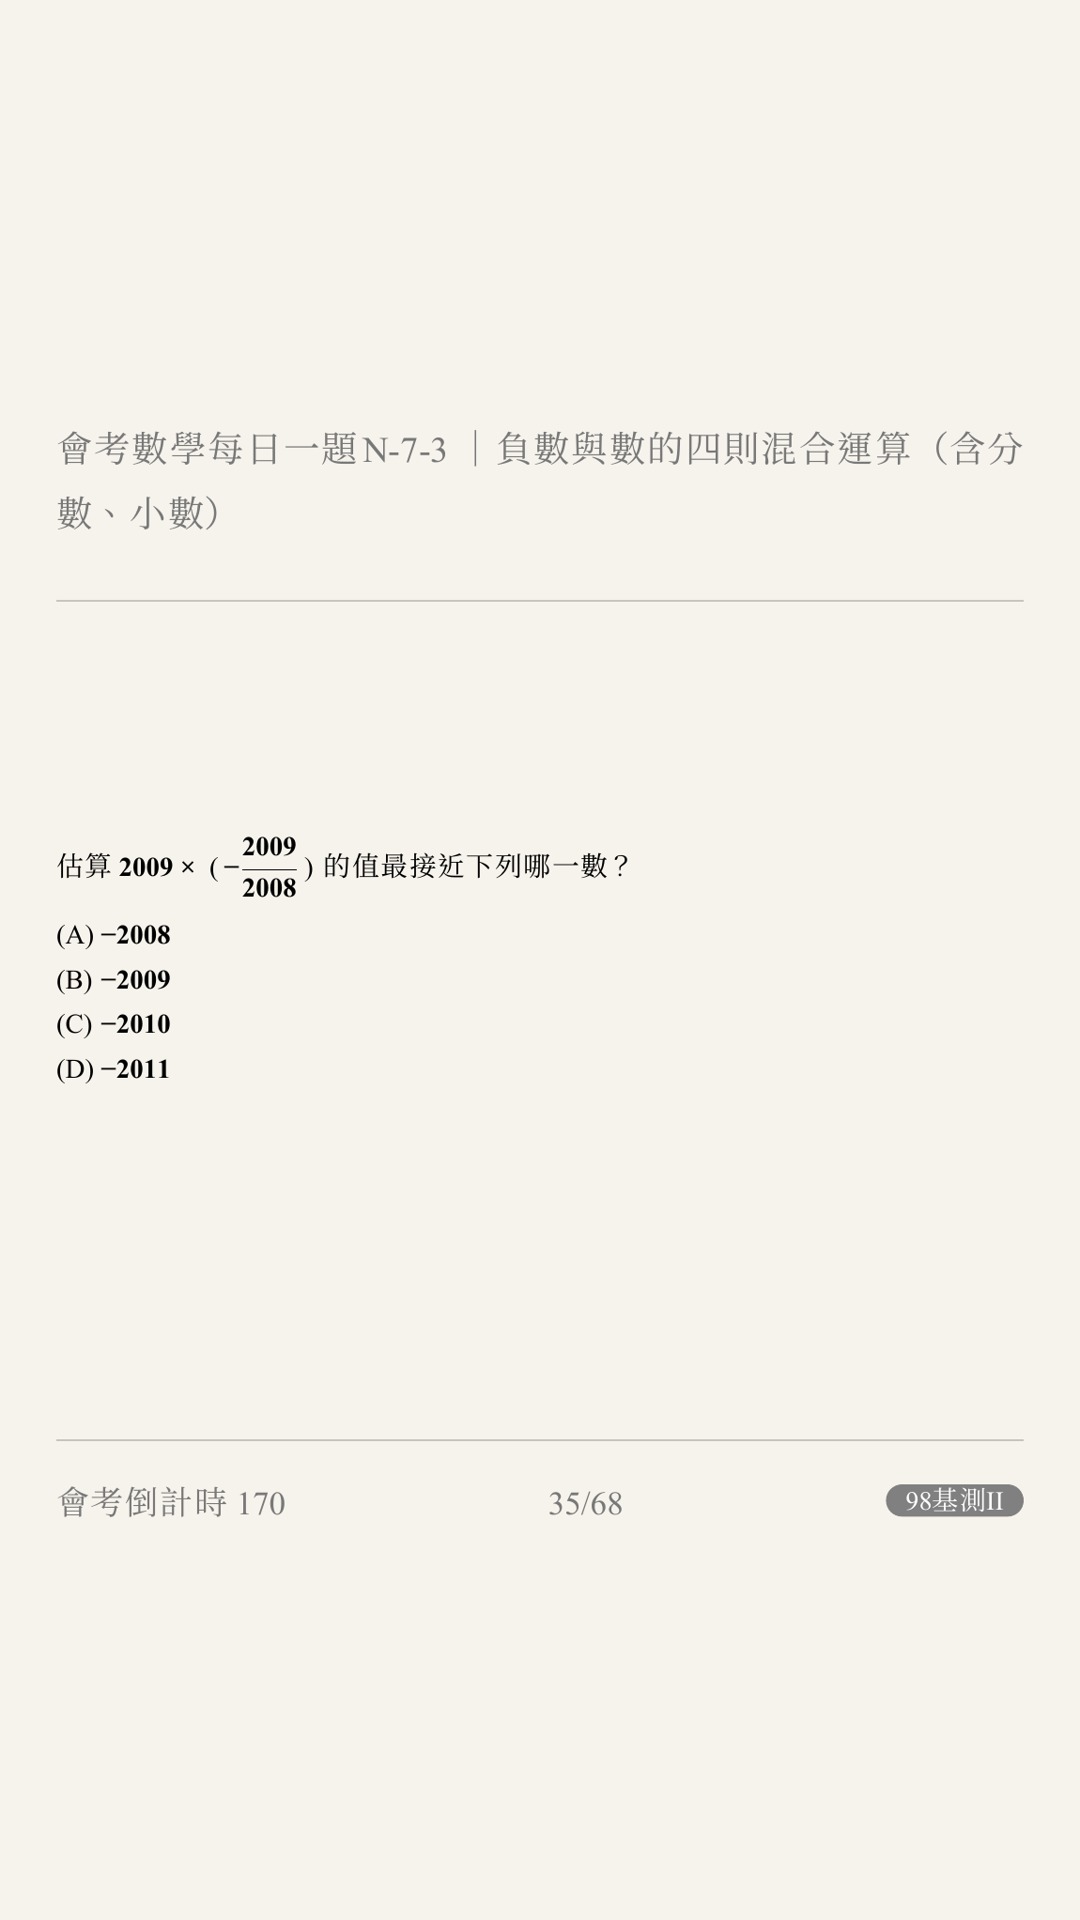 會考數學每日一題N-7-3 ｜負數與數的四則混合運算（含分
數、小數）
估算 2009 × (−2009/2008) 的值最接近下列哪一數？
(A) −2008
(B) −2009
(C) −2010
(D) −2011
會考倒計時 170 35/68 98基測II